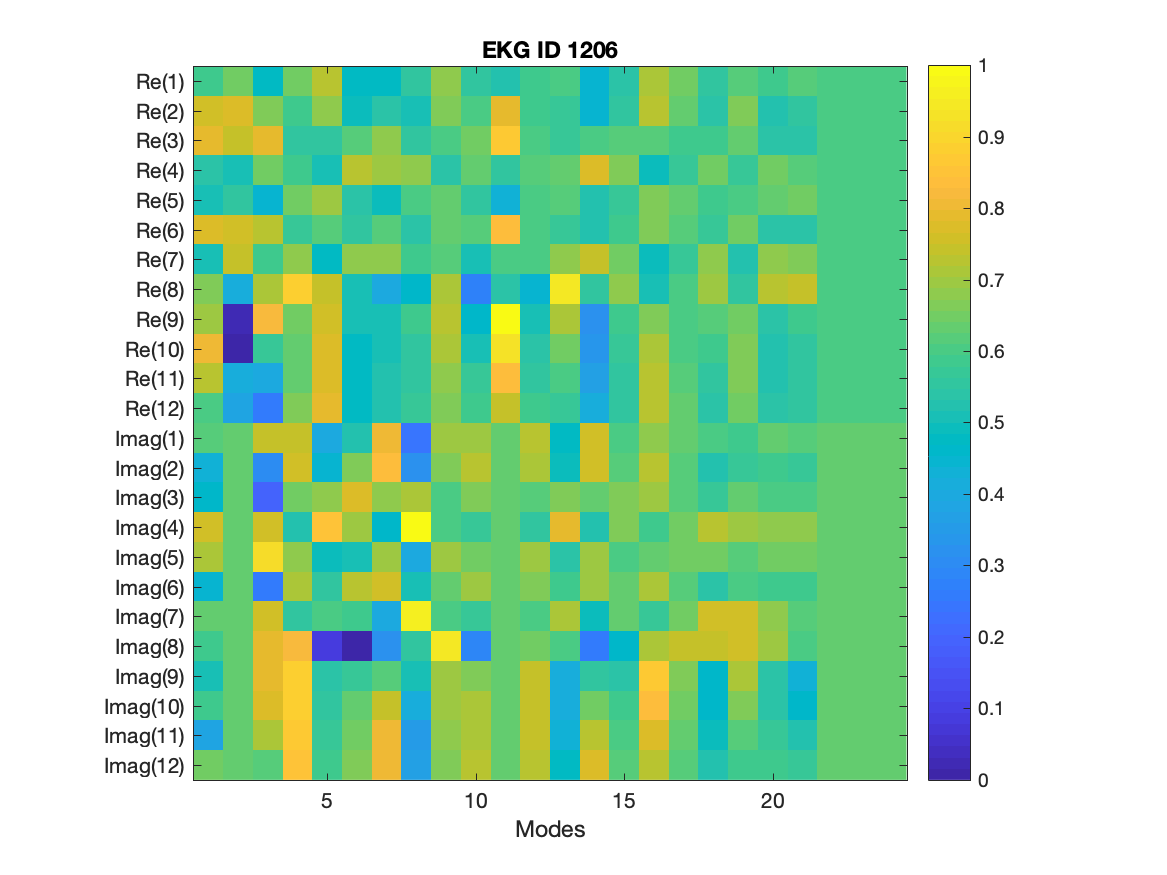 EKG ID 1206
Re(1)
Re(2)
Re(3)
Re(4)
Re(5)
Re(6)
Re(7)
Re(8)
Re(9)
Re(10)
Re(11)
Re(12)
Imag(1)
Imag(2)
Imag(3)
Imag(4)
Imag(5)
Imag(6)
Imag(7)
Imag(8)
Imag(9)
Imag(10)
Imag(11)
Imag(12)
5 10 15 20
Modes
1
0.9
0.8
0.7
0.6
0.5
0.4
0.3
0.2
0.1
0